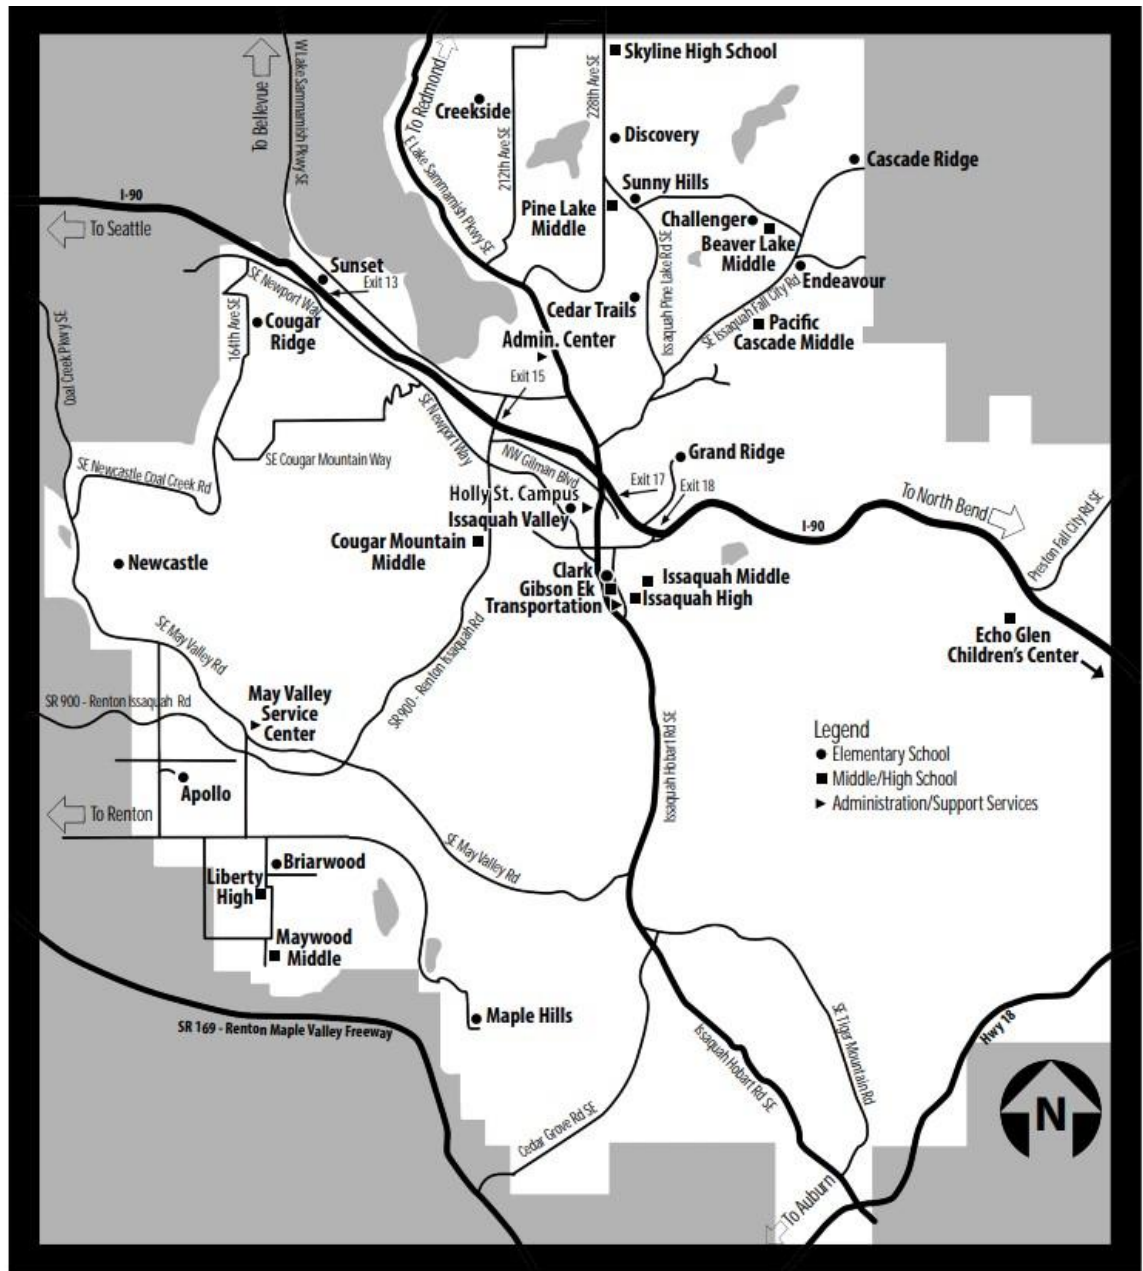 Skyline High School
W Lake Sammamish Pkwy SE
To Bellevue
To Redmond
Creekside
228th Ave SE
212th Ave SE
E Lake Sammamish Pkwy SE
Discovery
Cascade Ridge
Sunny Hills
I-90
To Seattle
Pine Lake
Middle
Challenger
Beaver Lake
Middle
Issaquah Pine Lake Rd SE
Sunset
Exit 13
SE Newport Way
Endeavour
SE Issaquah Fall City Rd
Cedar Trails
Cougar
Ridge
164th Ave SE
Coal Creek Pkwy SE
Pacific
Cascade Middle
Admin. Center
Exit 15
SE Newport Way
SE Cougar Mountain Way
SE Newcastle Coal Creek Rd
NW Gilman Blvd
Grand Ridge
Exit 17
Exit 18
Holly St. Campus
Issaquah Valley
To North Bend
I-90
Preston Fall City Rd SE
Cougar Mountain
Middle
Newcastle
Clark
Gibson Ek
Transportation
Issaquah Middle
Issaquah High
Echo Glen
Children's Center
SE May Valley Rd
SR 900 - Renton Issaquah Rd
SR 900 - Renton Issaquah Rd
May Valley
Service
Center
Issaquah Hobart Rd SE
Legend
Elementary School
Middle/High School
Administration/Support Services
Apollo
To Renton
SE May Valley Rd
Briarwood
Liberty
High
Maywood
Middle
Maple Hills
SR 169 - Renton Maple Valley Freeway
Issaquah Hobart Rd SE
SE Tiger Mountain Rd
Hwy 18
Cedar Grove Rd SE
N
To Auburn